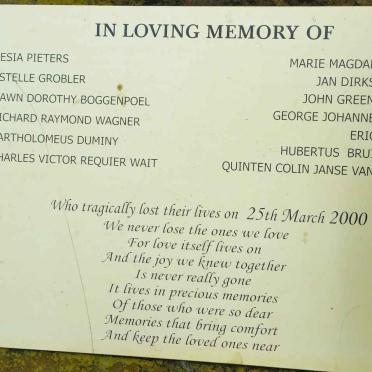 IN LOVING MEMORY OF
ESIA PIETERS
STELLE GROBLER
AWN DOROTHY BOGGENPOEL
ICHARD RAYMOND WAGNER
ARTHOLOMEUS DUMINY
HARLES VICTOR REQUIER WAIT
MARIE MAGDA
JAN DIRKS
JOHN GREEN
GEORGE JOHANNE
ERIC
HUBERTUS BRUI
QUINTEN COLIN JANSE VAN
Who tragically lost their lives on 25th March 2000
We never lose the ones we love
For love itself lives on
And the joy we knew together
Is never really gone
It lives in precious memories
Of those who were so dear
Memories that bring comfort
And keep the loved ones near